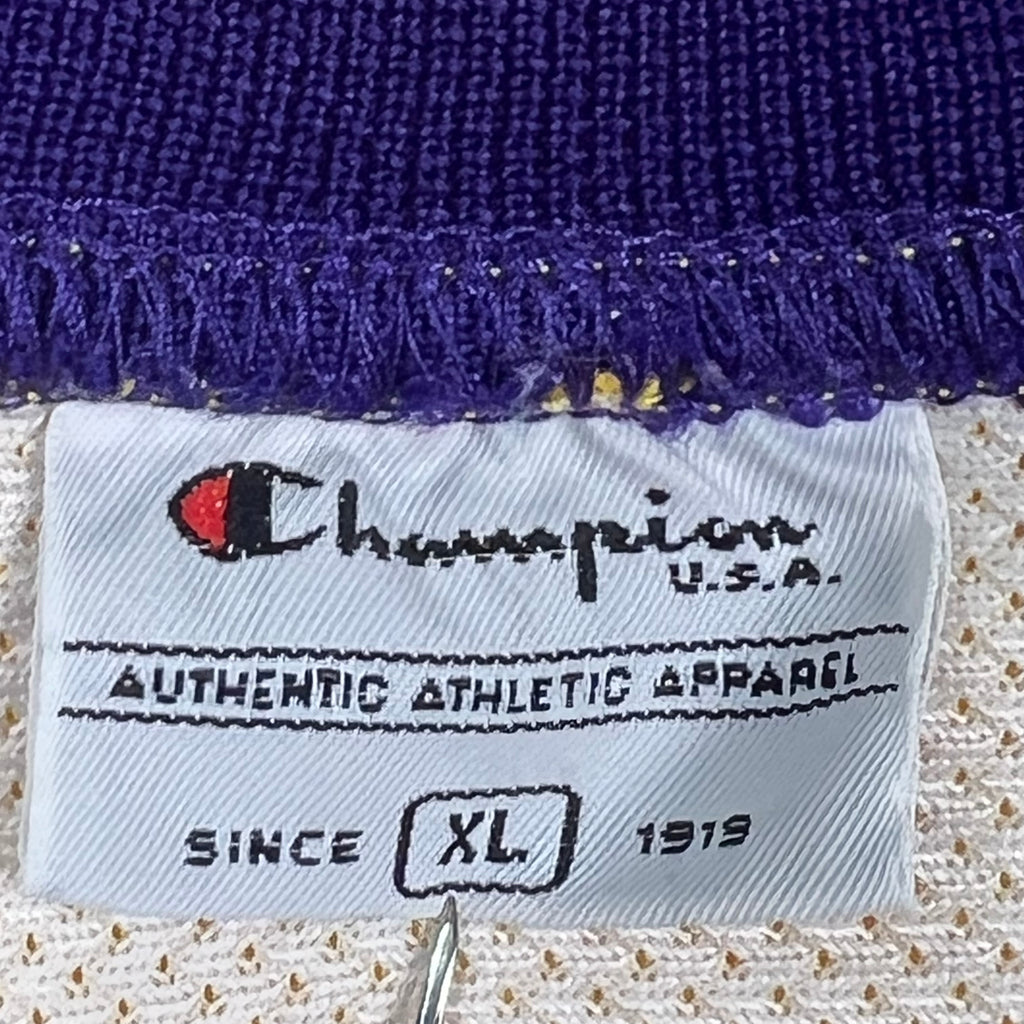 Champion
U.S.A.
AUTHENTIC ATHLETIC APPAREL
SINCE XL 1919